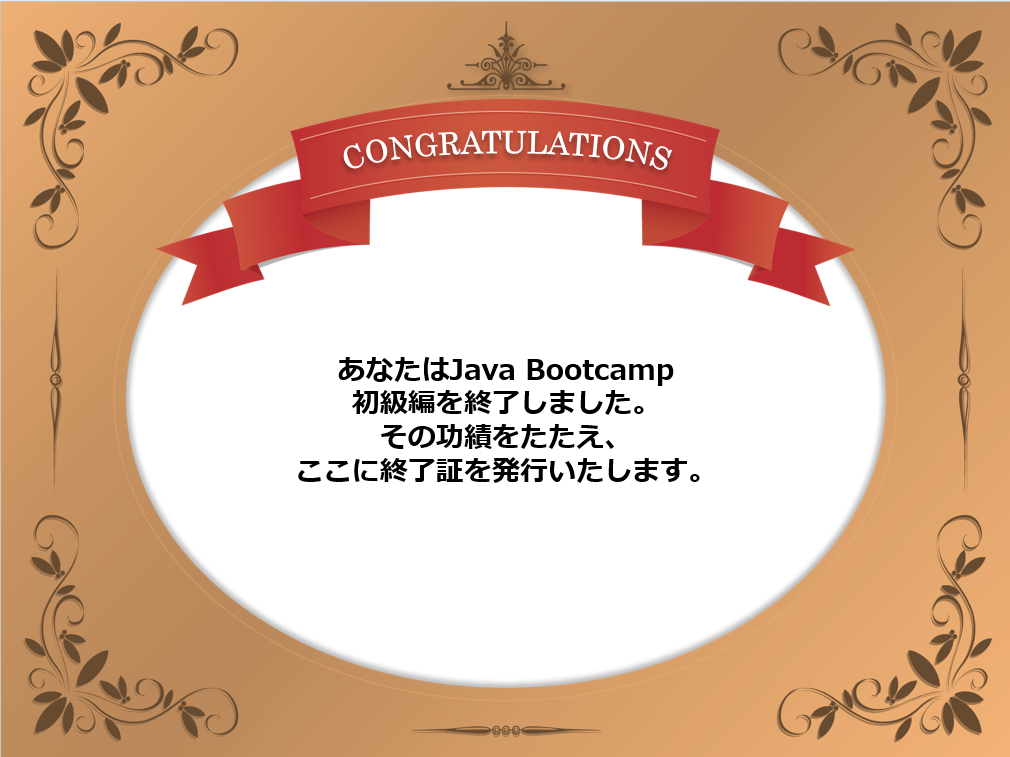 CONGRATULATIONS
あなたはJava Bootcamp
初級編を終了しました。
その功績をたたえ、
ここに終了証を発行いたします。